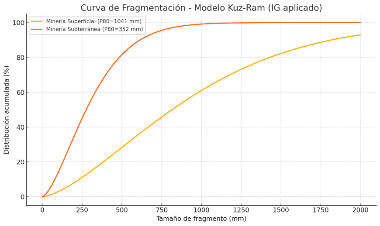 Curva de Fragmentación - Modelo Kuz-Ram (IG aplicado)
Minería Superficial (P80=1041 mm)
Minería Subterránea (P80=352 mm)
100
80
60
40
20
0
Distribución acumulada (%)
0 250 500 750 1000 1250 1500 1750 2000
Tamaño de fragmento (mm)